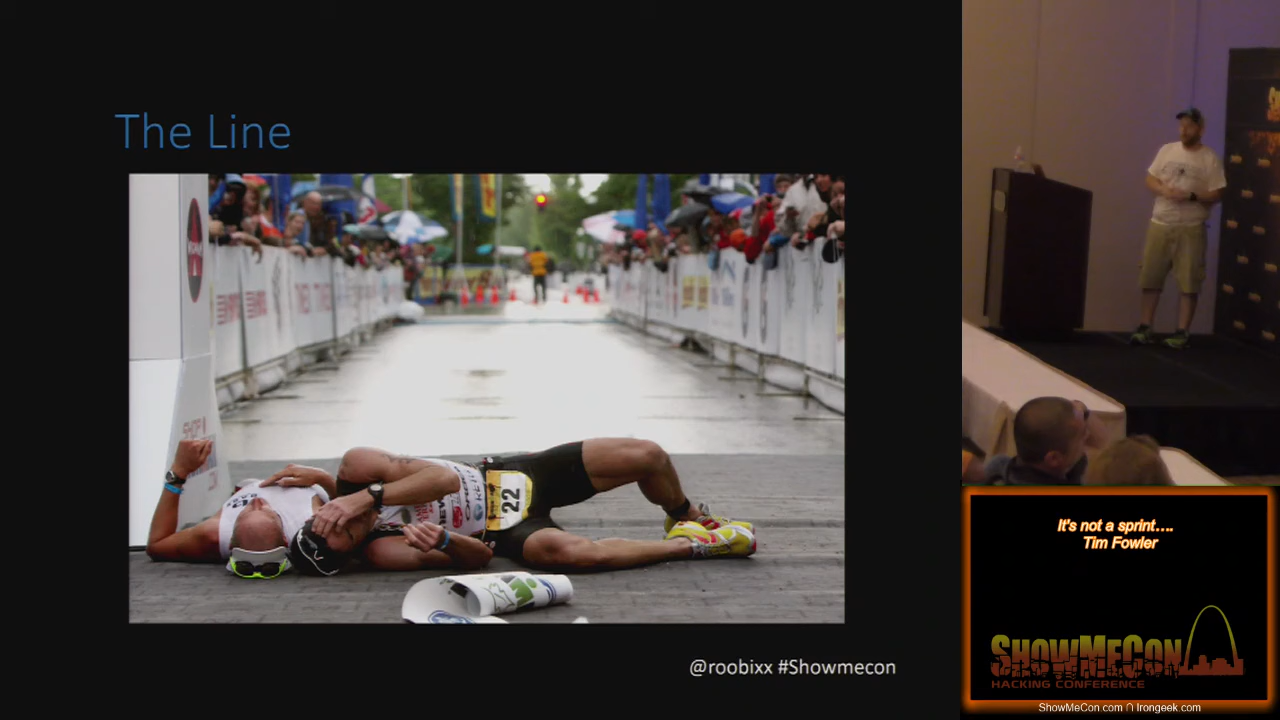 The Line
22
@roobixx #Showmecon
It's not a sprint....
Tim Fowler
SHOWMECON
HACKING CONFERENCE
ShowMeCon.com ∩ Irongeek.com